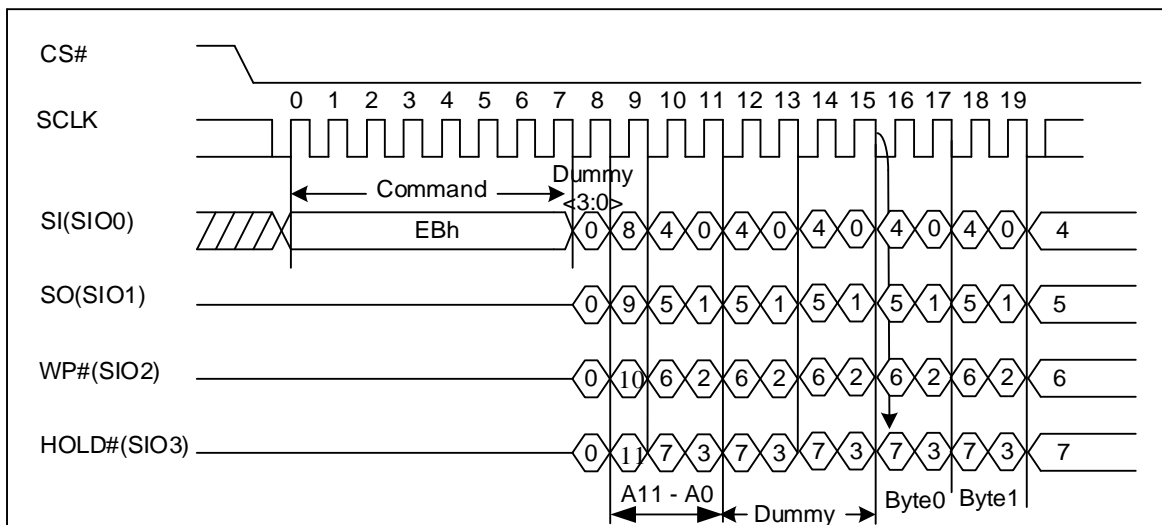 CS#
0 1 2 3 4 5 6 7 8 9 10 11 12 13 14 15 16 17 18 19
SCLK
Command
Dummy
<3:0>
SI(SIO0)
EBh 0 8 4 0 4 0 4 0 4 0 4 0 4
SO(SIO1)
0 9 5 1 5 1 5 1 5 1 5 1 5
WP#(SIO2)
0 10 6 2 6 2 6 2 6 2 6 2 6
HOLD#(SIO3)
0 11 7 3 7 3 7 3 7 3 7 3 7
A11 - A0
Dummy
Byte0
Byte1